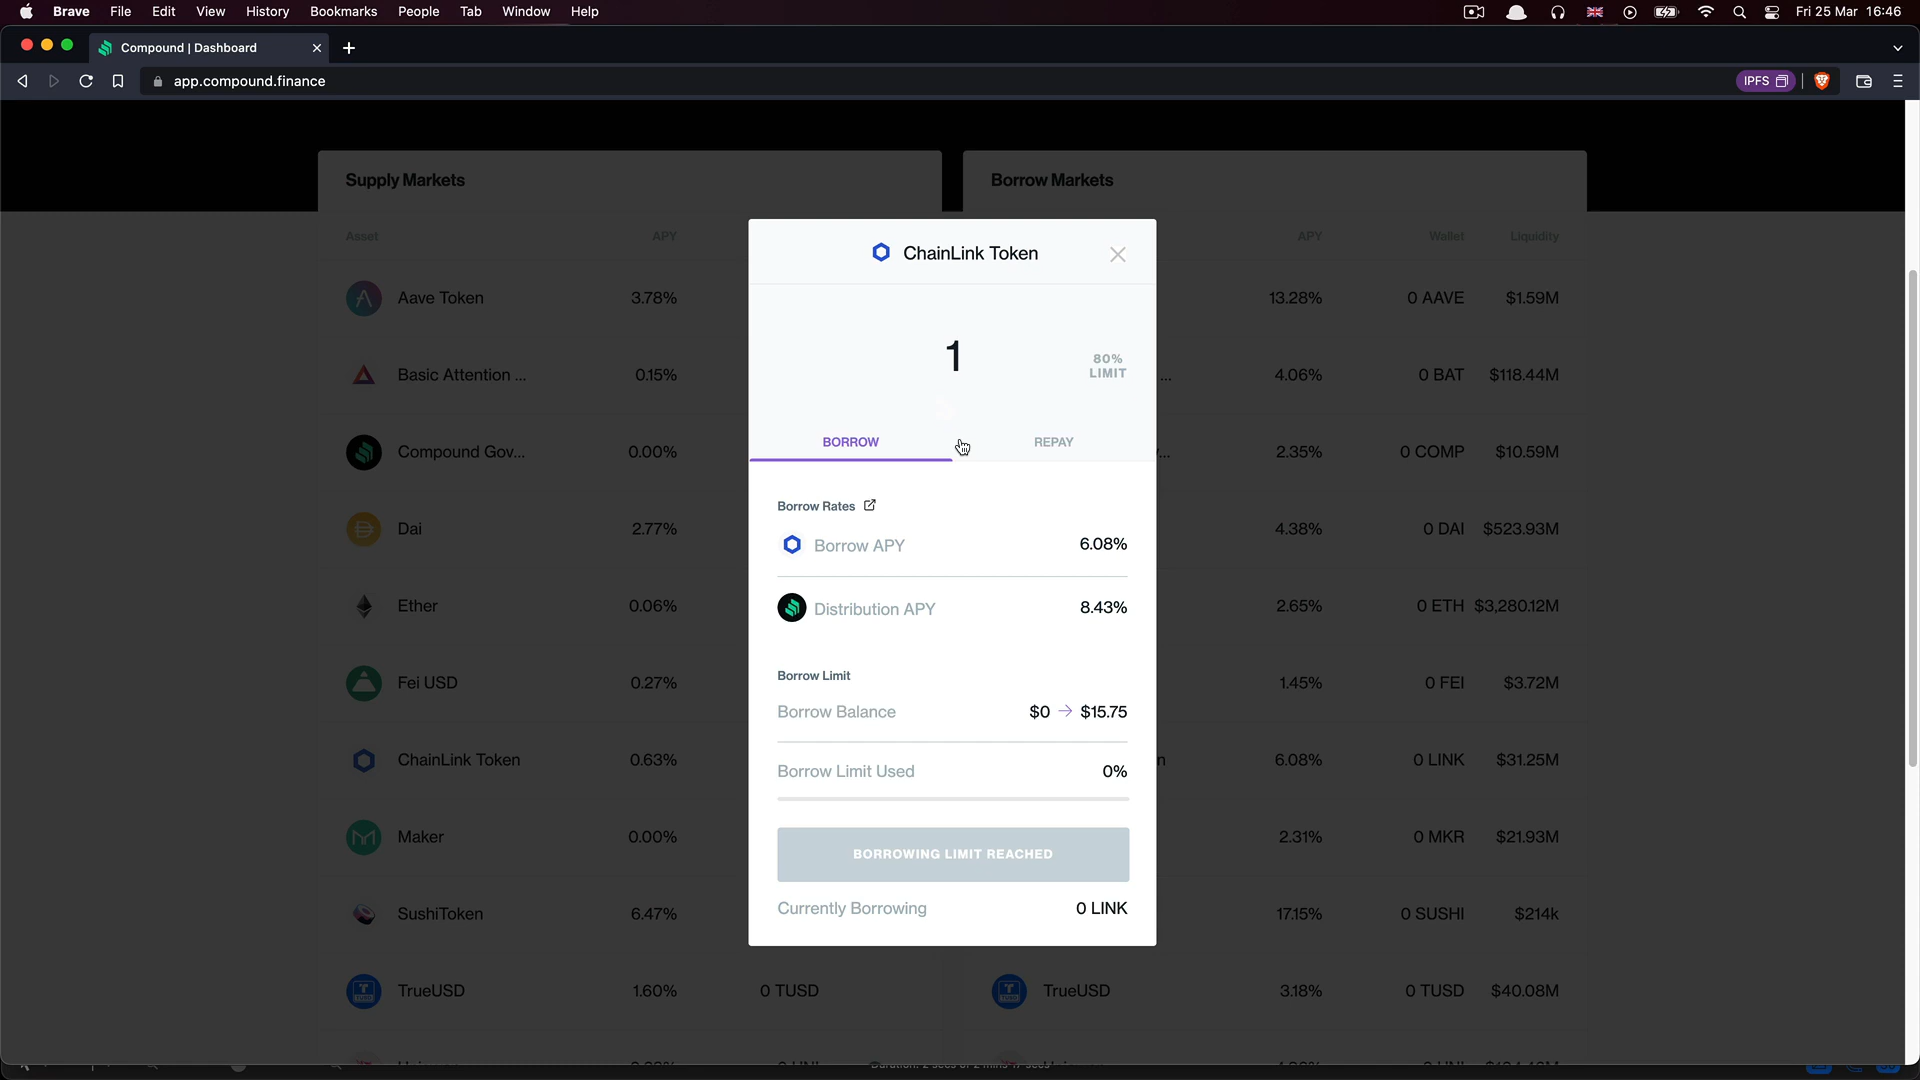 Brave File Edit View History Bookmarks People Tab Window Help Fri 25 Mar 16:46
Compound | Dashboard
app.compound.finance IPFS
Supply Markets Borrow Markets
Asset APY APY Wallet Liquidity
ChainLink Token
Aave Token 3.78% 13.28% 0 AAVE $1.59M
1
80%
LIMIT
Basic Attention ... 0.15% ... 4.06% 0 BAT $118.44M
BORROW REPAY
Compound Gov... 0.00% ... 2.35% 0 COMP $10.59M
Borrow Rates
Dai 2.77% 4.38% 0 DAI $523.93M
Borrow APY 6.08%
Ether 0.06% 2.65% 0 ETH $3,280.12M
Distribution APY 8.43%
Borrow Limit
Fei USD 0.27% 1.45% 0 FEI $3.72M
Borrow Balance $0 → $15.75
ChainLink Token 0.63% n 6.08% 0 LINK $31.25M
Borrow Limit Used 0%
Maker 0.00% 2.31% 0 MKR $21.93M
BORROWING LIMIT REACHED
Currently Borrowing 0 LINK
SushiToken 6.47% 17.15% 0 SUSHI $214k
TrueUSD 1.60% 0 TUSD TrueUSD 3.18% 0 TUSD $40.08M